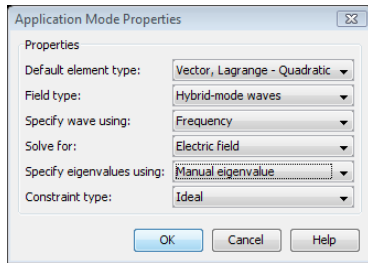 Application Mode Properties
Properties
Default element type: Vector, Lagrange - Quadratic
Field type: Hybrid-mode waves
Specify wave using: Frequency
Solve for: Electric field
Specify eigenvalues using: Manual eigenvalue
Constraint type: Ideal
OK Cancel Help